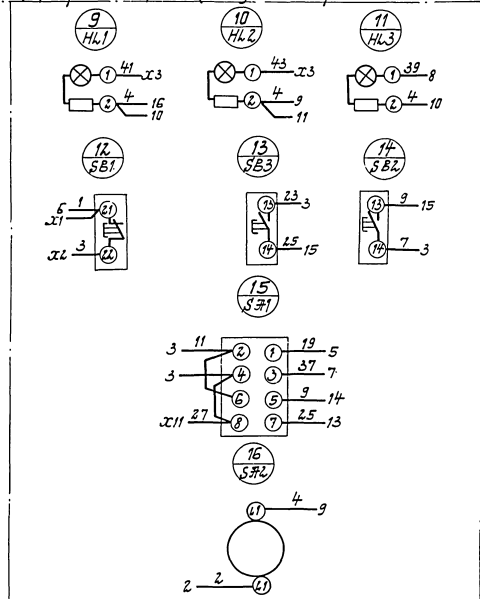 9 10 11
HL1 HL2 HL3
1 41 X3 1 43 X3 1 39 8
2 4 16 2 4 9 2 4 10
10 11
12 13 14
SB1 SB3 SB2
6 1 21 13 23 3 13 9 15
X1
X2 3 22 14 25 15 14 7 3
15
SA1
3 11 2 1 19 5
3 4 3 37 7
6 5 9 14
X11 27 8 7 25 13
16
SA2
L1 4 9
2 2 L1